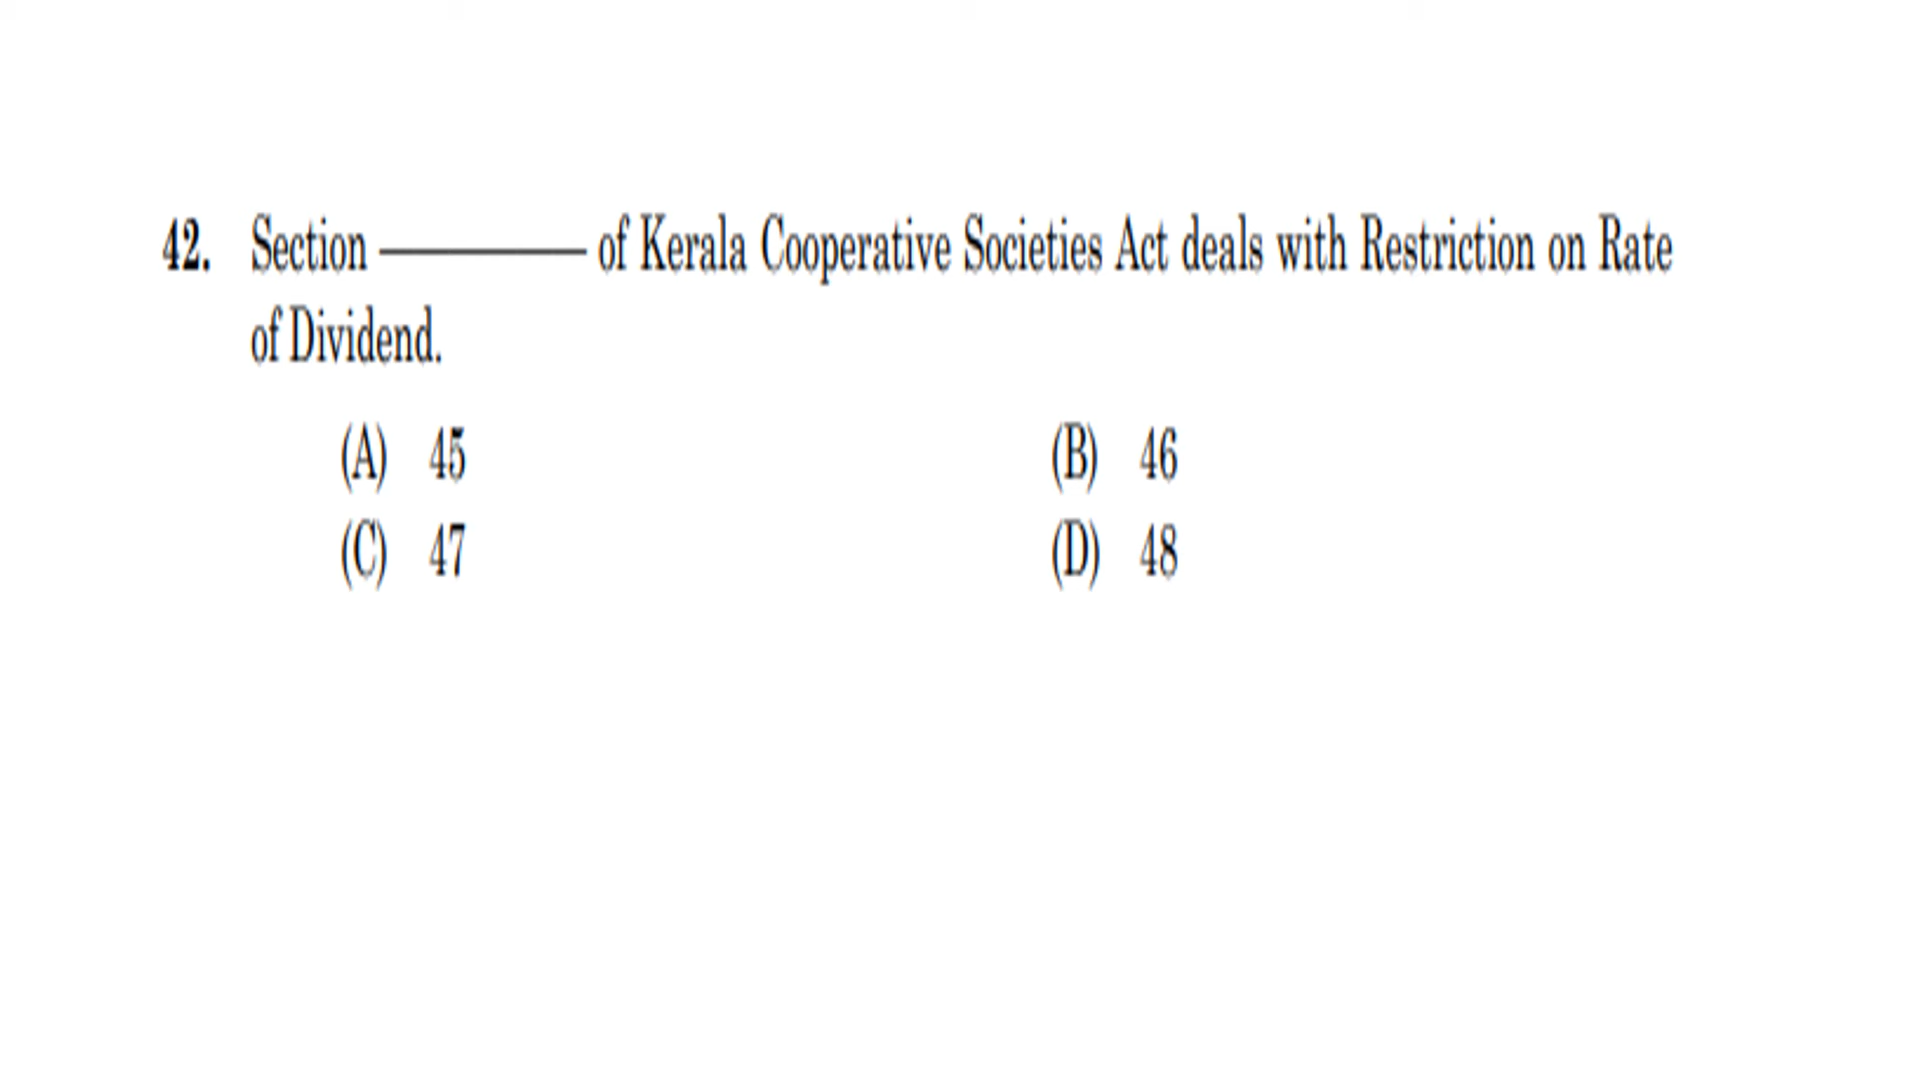 42. Section ———— of Kerala Cooperative Societies Act deals with Restriction on Rate
of Dividend.
(A) 45 (B) 46
(C) 47 (D) 48